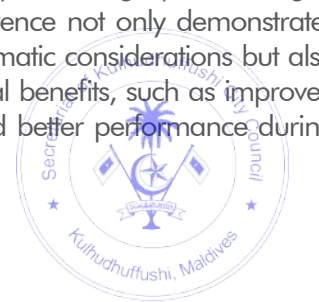 ence not only demonstrate
matic considerations but als
l benefits, such as improve
d better performance durin
Secretariat of Kulhudhuffushi City Council
Kulhudhuffushi, Maldives